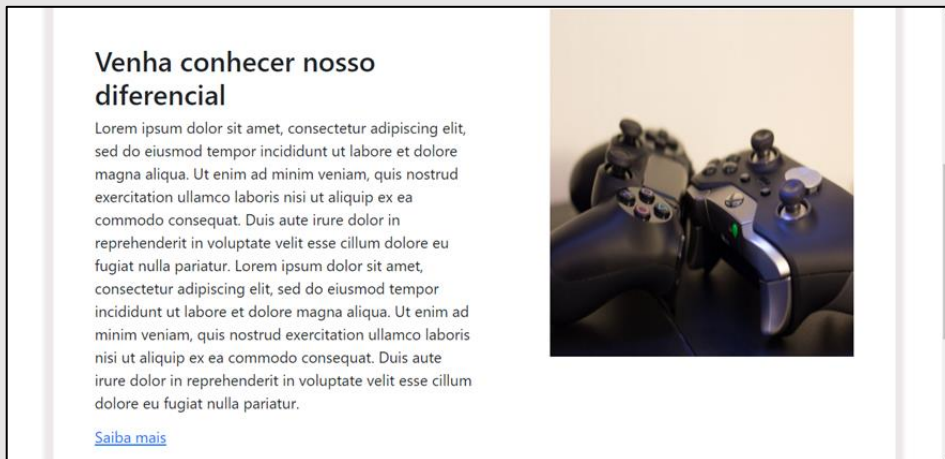 Venha conhecer nosso
diferencial
Lorem ipsum dolor sit amet, consectetur adipiscing elit,
sed do eiusmod tempor incididunt ut labore et dolore
magna aliqua. Ut enim ad minim veniam, quis nostrud
exercitation ullamco laboris nisi ut aliquip ex ea
commodo consequat. Duis aute irure dolor in
reprehenderit in voluptate velit esse cillum dolore eu
fugiat nulla pariatur. Lorem ipsum dolor sit amet,
consectetur adipiscing elit, sed do eiusmod tempor
incididunt ut labore et dolore magna aliqua. Ut enim ad
minim veniam, quis nostrud exercitation ullamco laboris
nisi ut aliquip ex ea commodo consequat. Duis aute
irure dolor in reprehenderit in voluptate velit esse cillum
dolore eu fugiat nulla pariatur.
Saiba mais